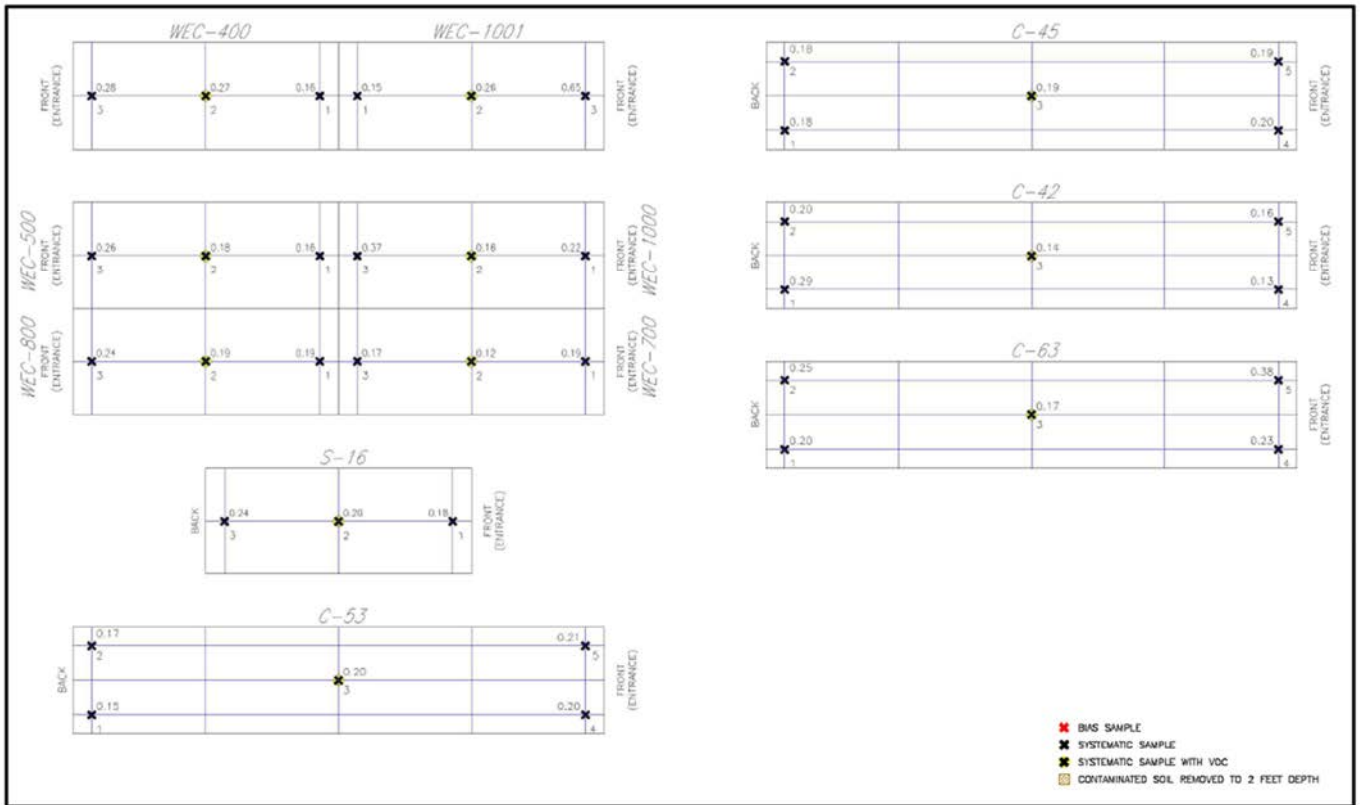 WEC-400 WEC-1001
FRONT
(ENTRANCE)
0.28 0.27 0.16 0.15 0.26 0.65
3 2 1 1 2 3
FRONT
(ENTRANCE)
WEC-500
FRONT
(ENTRANCE)
0.26 0.18 0.16 0.37 0.16 0.22
3 2 1 3 2 1
FRONT
(ENTRANCE)
WEC-1000
WEC-800
FRONT
(ENTRANCE)
0.24 0.19 0.19 0.17 0.12 0.19
3 2 1 3 2 1
FRONT
(ENTRANCE)
WEC-700
S-16
BACK
0.24 0.20 0.18
3 2 1
FRONT
(ENTRANCE)
C-53
BACK
0.17 0.21
2 5
0.20
3
0.15 0.20
1 4
FRONT
(ENTRANCE)
C-45
BACK
0.18 0.19
2 5
0.19
3
0.18 0.20
1 4
FRONT
(ENTRANCE)
C-42
BACK
0.20 0.16
2 5
0.14
3
0.29 0.13
1 4
FRONT
(ENTRANCE)
C-63
BACK
0.25 0.38
2 5
0.17
3
0.20 0.23
1 4
FRONT
(ENTRANCE)
BIAS SAMPLE
SYSTEMATIC SAMPLE
SYSTEMATIC SAMPLE WITH VOC
CONTAMINATED SOIL REMOVED TO 2 FEET DEPTH